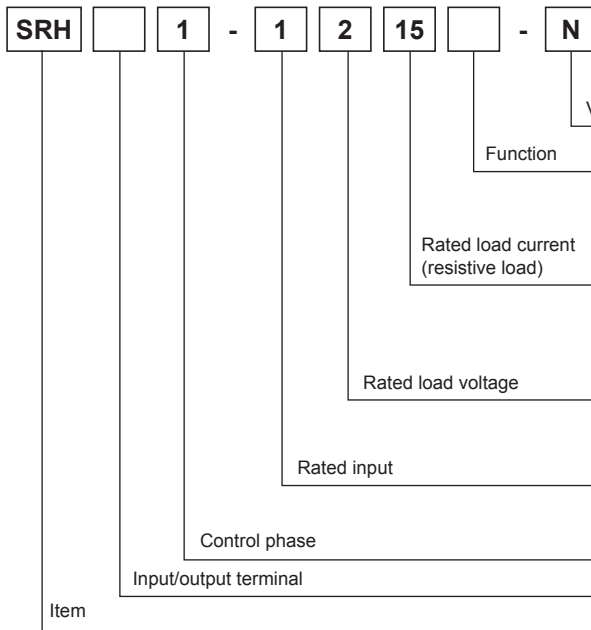 SRH 1 - 1 2 15 - N
V
Function
Rated load current
(resistive load)
Rated load voltage
Rated input
Control phase
Input/output terminal
Item